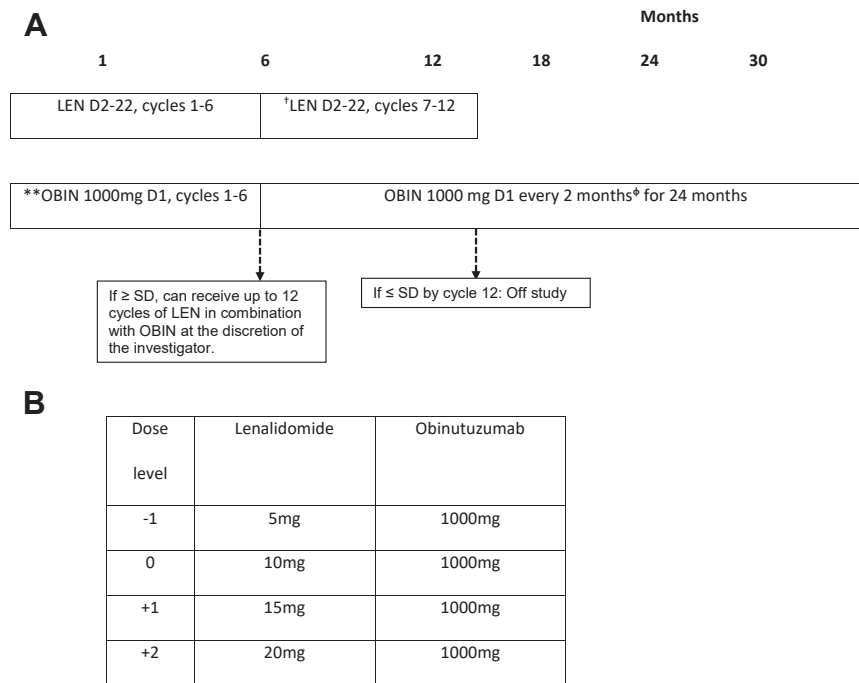 A
Months
1 6 12 18 24 30
LEN D2-22, cycles 1-6 †LEN D2-22, cycles 7-12
**OBIN 1000mg D1, cycles 1-6 OBIN 1000 mg D1 every 2 monthsᶲ for 24 months
If ≥ SD, can receive up to 12
cycles of LEN in combination
with OBIN at the discretion of
the investigator.
If ≤ SD by cycle 12: Off study
B
Dose Lenalidomide Obinutuzumab
level
-1 5mg 1000mg
0 10mg 1000mg
+1 15mg 1000mg
+2 20mg 1000mg